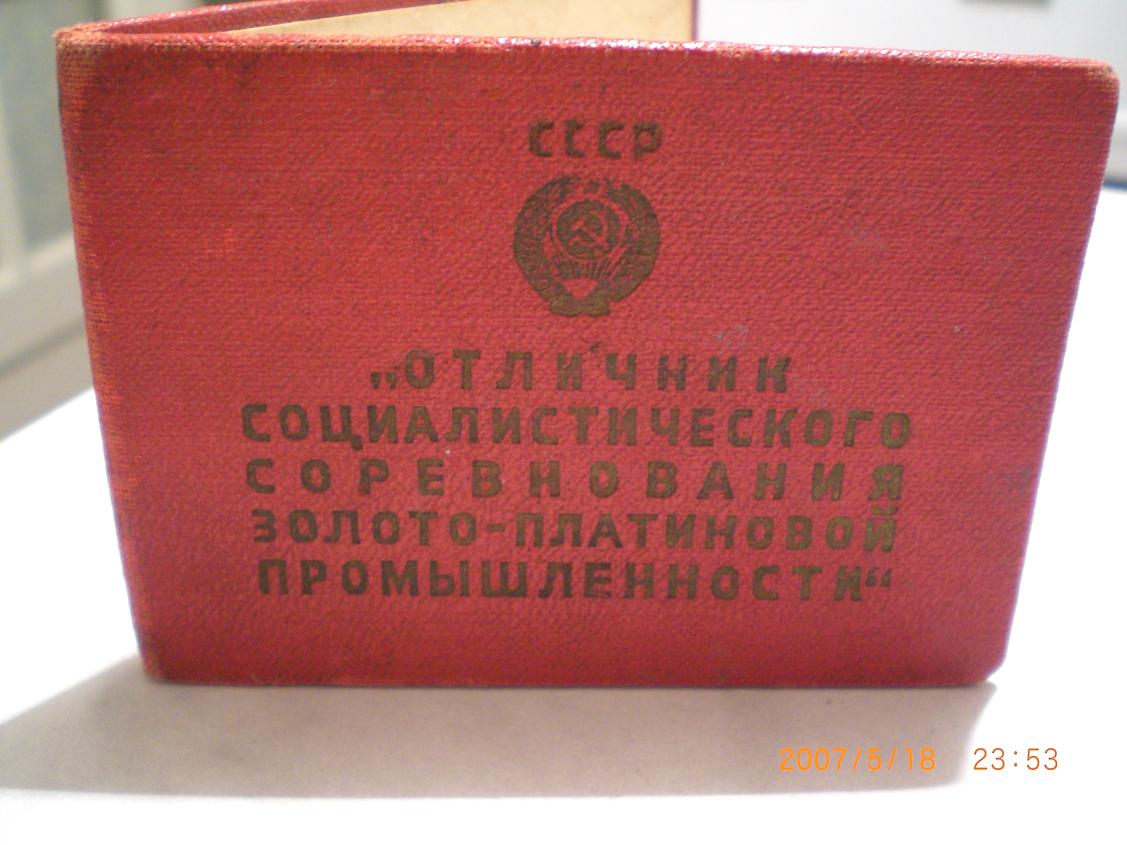 СССР
„ОТЛИЧНИК
СОЦИАЛИСТИЧЕСКОГО
СОРЕВНОВАНИЯ
ЗОЛОТО-ПЛАТИНОВОЙ
ПРОМЫШЛЕННОСТИ“
2007/5/18 23:53